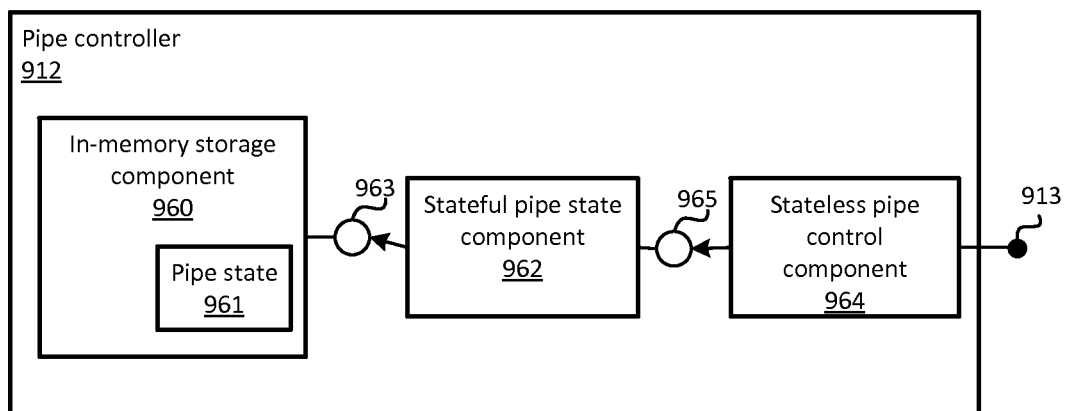 Pipe controller
912
In-memory storage
component
960
Pipe state
961
963
Stateful pipe state
component
962
965
Stateless pipe
control
component
964
913